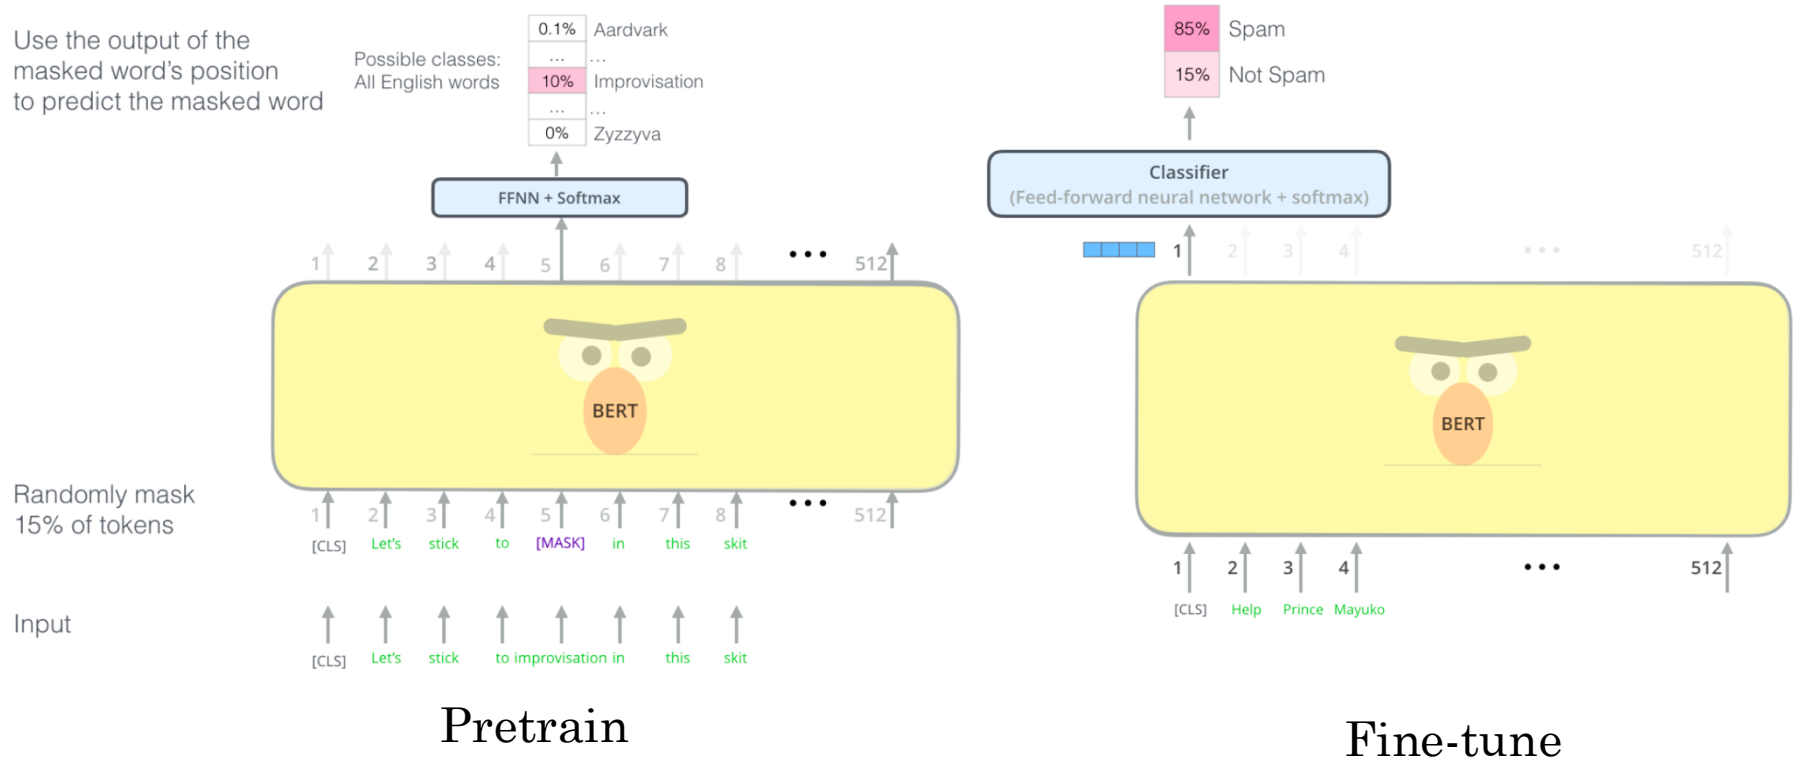 Use the output of the
masked word's position
to predict the masked word
Possible classes:
All English words
0.1% Aardvark
... ...
10% Improvisation
... ...
0% Zyzzyva
FFNN + Softmax
1 2 3 4 5 6 7 8 ••• 512
BERT
Randomly mask
15% of tokens
1 2 3 4 5 6 7 8 ••• 512
[CLS] Let's stick to [MASK] in this skit
Input
[CLS] Let's stick to improvisation in this skit
Pretrain
85% Spam
15% Not Spam
Classifier
(Feed-forward neural network + softmax)
1 2 3 4 ••• 512
BERT
1 2 3 4 ••• 512
[CLS] Help Prince Mayuko
Fine-tune